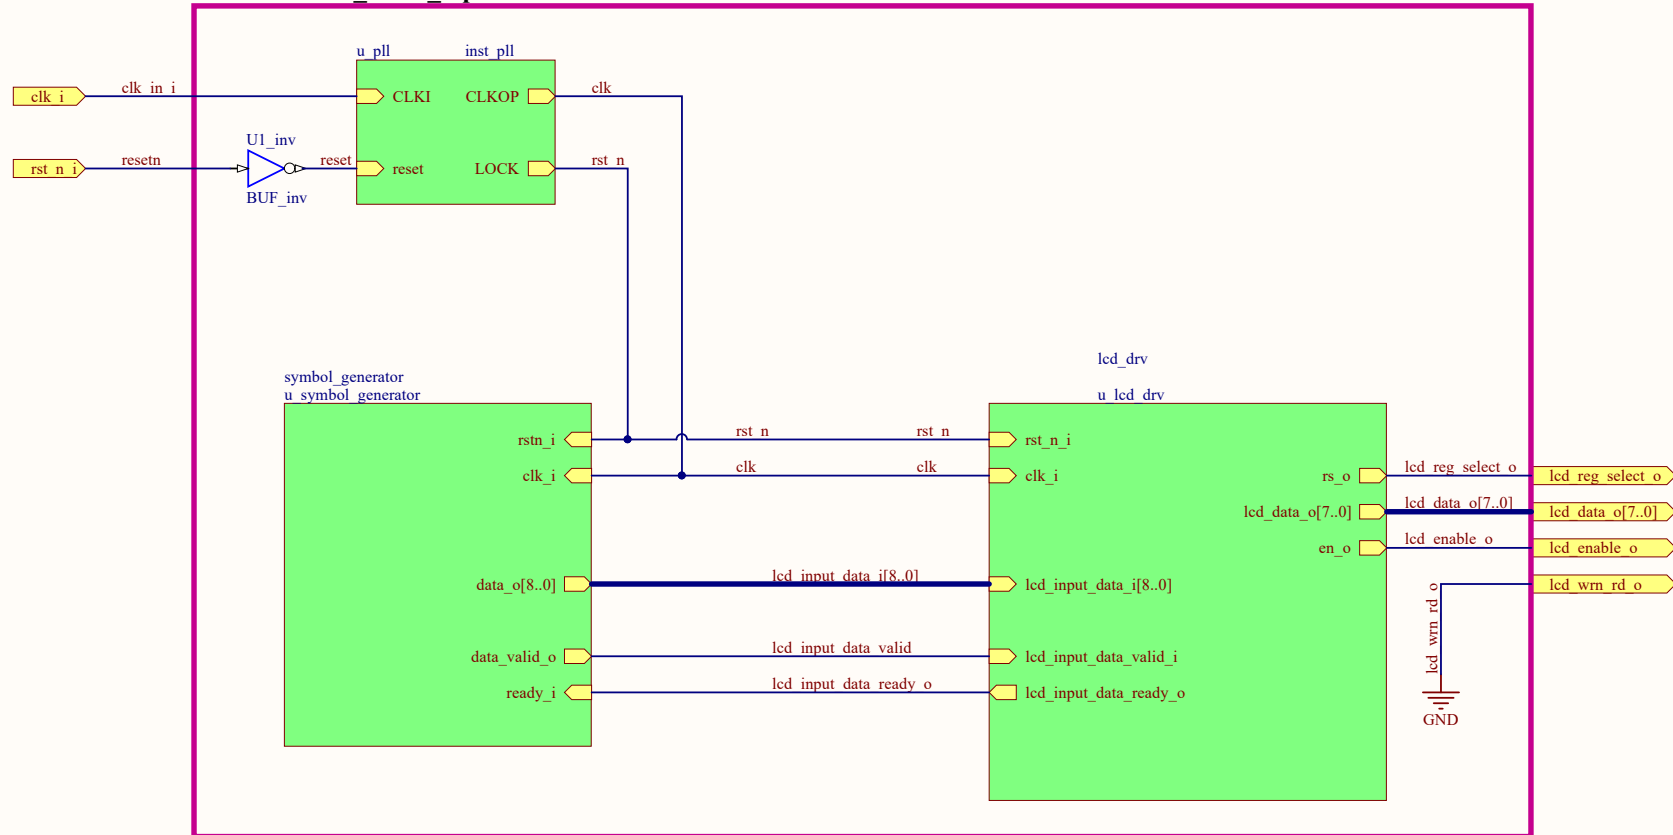 u_pll inst_pll
clk_i clk_in_i CLKI CLKOP clk
U1_inv
rst_n_i resetn reset reset LOCK rst_n
BUF_inv
lcd_drv
symbol_generator
u_symbol_generator u_lcd_drv
rstn_i rst_n rst_n rst_n_i
clk_i clk clk clk_i rs_o lcd_reg_select_o lcd_reg_select_o
lcd_data_o[7..0] lcd_data_o[7..0] lcd_data_o[7..0]
en_o lcd_enable_o lcd_enable_o
data_o[8..0] lcd_input_data_i[8..0] lcd_input_data_i[8..0] lcd_wrn_rd_o
lcd_wrn_rd_o
data_valid_o lcd_input_data_valid lcd_input_data_valid_i
ready_i lcd_input_data_ready_o lcd_input_data_ready_o
GND